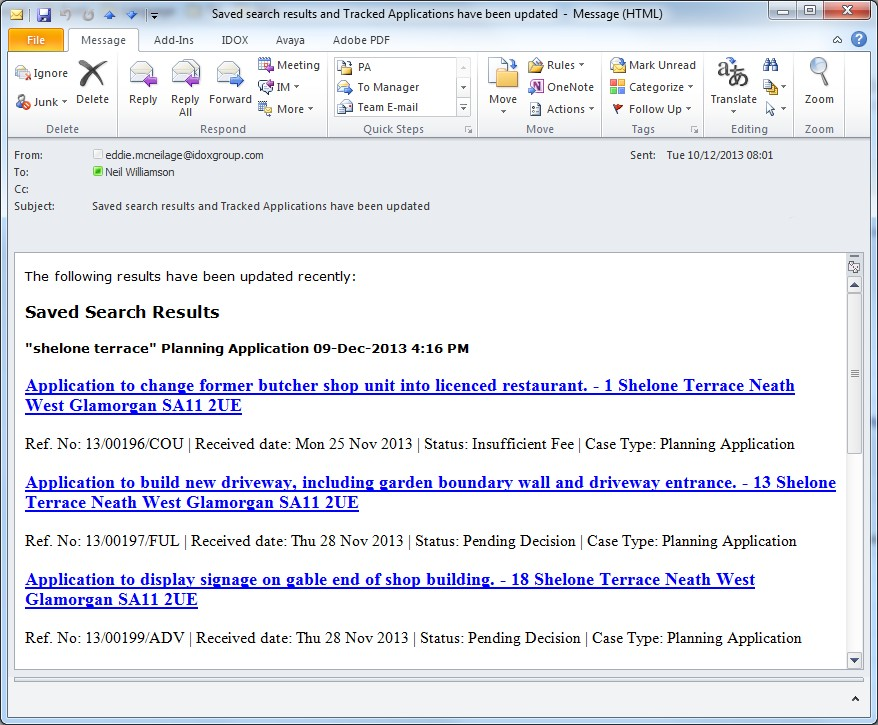 Saved search results and Tracked Applications have been updated - Message (HTML)
File Message Add-Ins IDOX Avaya Adobe PDF
Ignore
Junk
Delete
Delete
Reply
Reply All
Forward
Meeting
IM
More
Respond
PA
To Manager
Team E-mail
Quick Steps
Move
Rules
OneNote
Actions
Move
Mark Unread
Categorize
Follow Up
Tags
Translate
Editing
Zoom
Zoom
From: eddie.mcneilage@idoxgroup.com Sent: Tue 10/12/2013 08:01
To: Neil Williamson
Cc:
Subject: Saved search results and Tracked Applications have been updated
The following results have been updated recently:
Saved Search Results
"shelone terrace" Planning Application 09-Dec-2013 4:16 PM
Application to change former butcher shop unit into licenced restaurant. - 1 Shelone Terrace Neath
West Glamorgan SA11 2UE
Ref. No: 13/00196/COU | Received date: Mon 25 Nov 2013 | Status: Insufficient Fee | Case Type: Planning Application
Application to build new driveway, including garden boundary wall and driveway entrance. - 13 Shelone
Terrace Neath West Glamorgan SA11 2UE
Ref. No: 13/00197/FUL | Received date: Thu 28 Nov 2013 | Status: Pending Decision | Case Type: Planning Application
Application to display signage on gable end of shop building. - 18 Shelone Terrace Neath West
Glamorgan SA11 2UE
Ref. No: 13/00199/ADV | Received date: Thu 28 Nov 2013 | Status: Pending Decision | Case Type: Planning Application